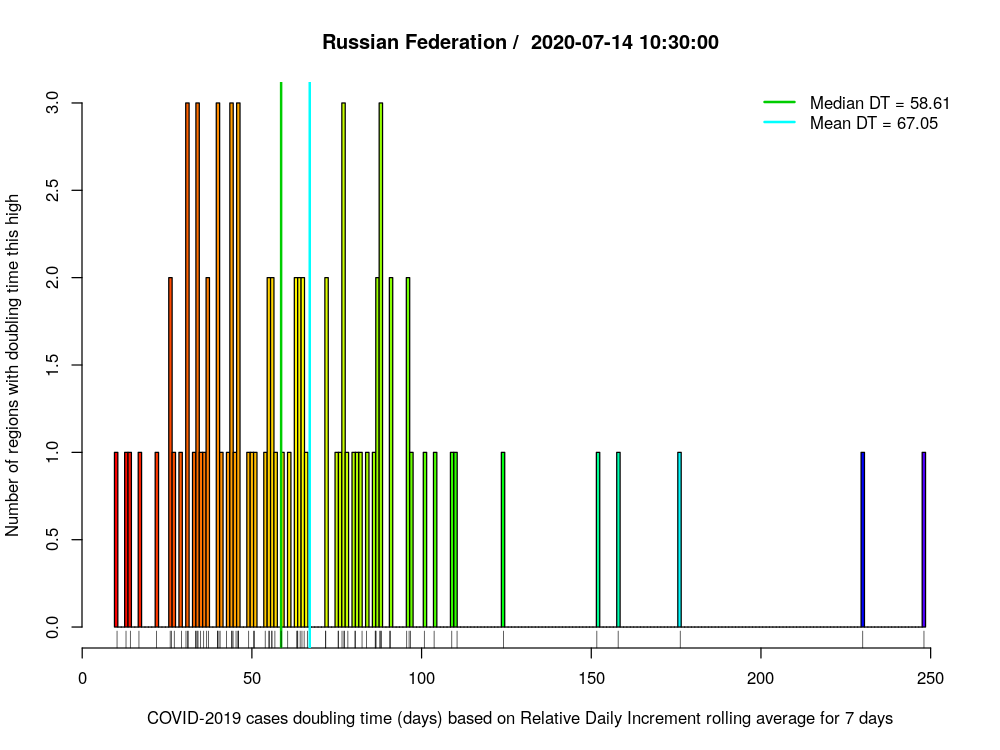 Russian Federation /  2020-07-14 10:30:00
Median DT = 58.61
Mean DT = 67.05
Number of regions with doubling time this high
3.0
2.5
2.0
1.5
1.0
0.5
0.0
0 50 100 150 200 250
COVID-2019 cases doubling time (days) based on Relative Daily Increment rolling average for 7 days